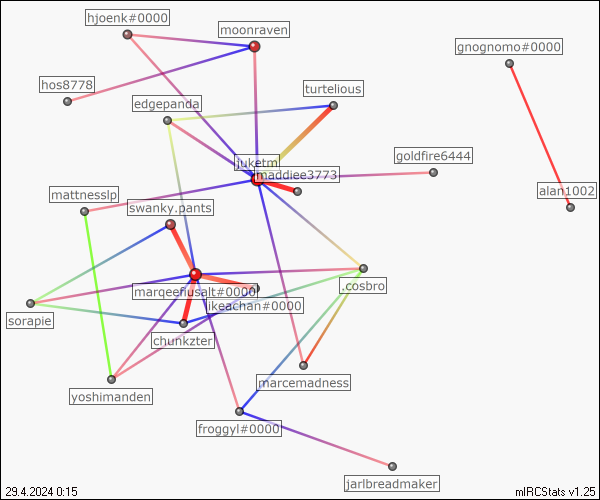 hjoenk#0000
moonraven
gnognomo#0000
hos8778
turtelious
edgepanda
goldfire6444
juketm
maddiee3773
alan1002
mattnesslp
swanky.pants
.cosbro
marqeefiusalt#0000
likeachan#0000
sorapie
chunkzter
marcemadness
yoshimanden
froggyl#0000
jarlbreadmaker
29.4.2024 0:15
mIRCStats v1.25